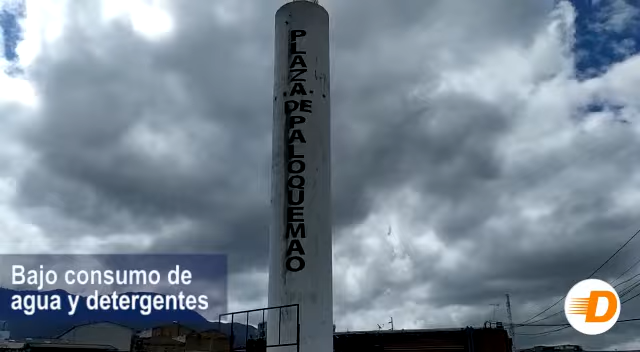 PLAZA DE PALOQUEMAO
Bajo consumo de
agua y detergentes
D